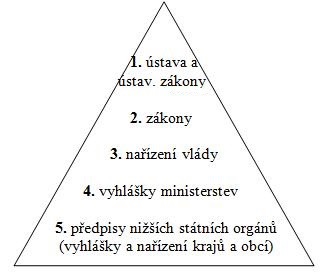 1. ústava a
ústav. zákony
2. zákony
3. nařízení vlády
4. vyhlášky ministerstev
5. předpisy nižších státních orgánů
(vyhlášky a nařízení krajů a obcí)